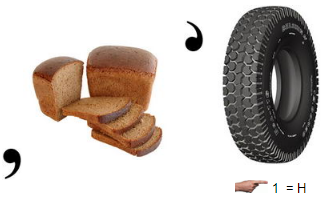 ,
,
1 = Н